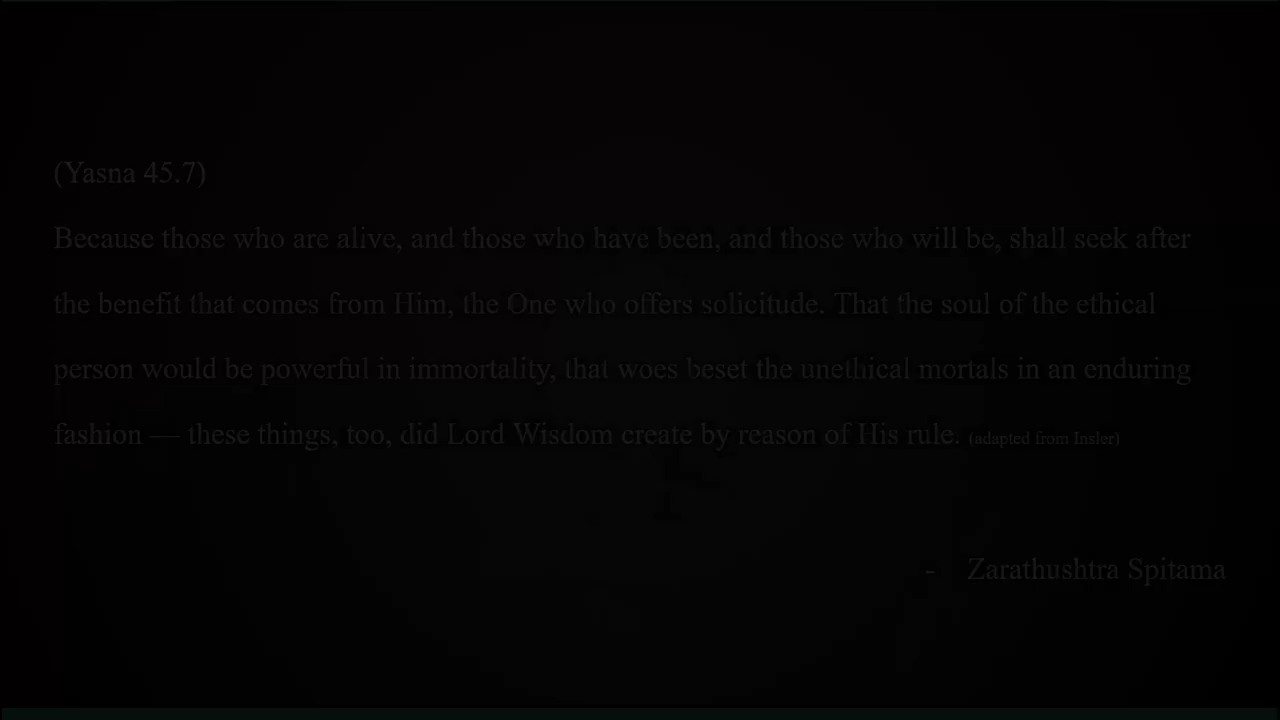 (Yasna 45.7)
Because those who are alive, and those who have been, and those who will be, shall seek after
the benefit that comes from Him, the One who offers solicitude. That the soul of the ethical
person would be powerful in immortality, that woes beset the unethical mortals in an enduring
fashion — these things, too, did Lord Wisdom create by reason of His rule. (adapted from Insler)
- Zarathushtra Spitama